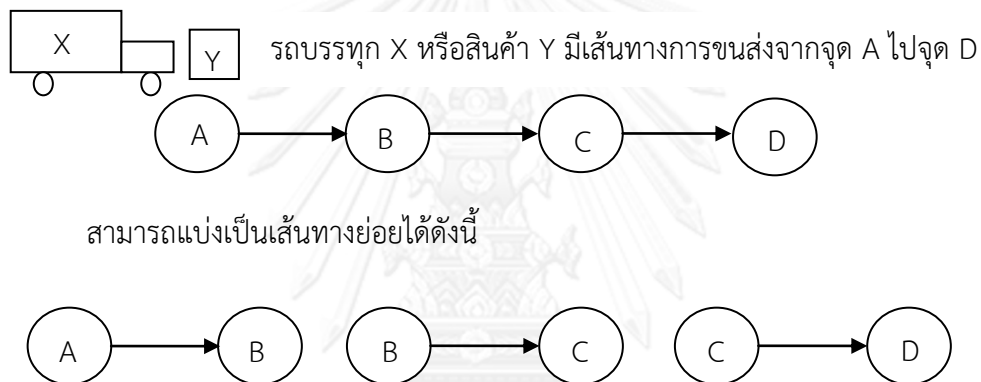 X Y รถบรรทุก X หรือสินค้า Y มีเส้นทางการขนส่งจากจุด A ไปจุด D
A B C D
สามารถแบ่งเป็นเส้นทางย่อยได้ดังนี้
A B B C C D